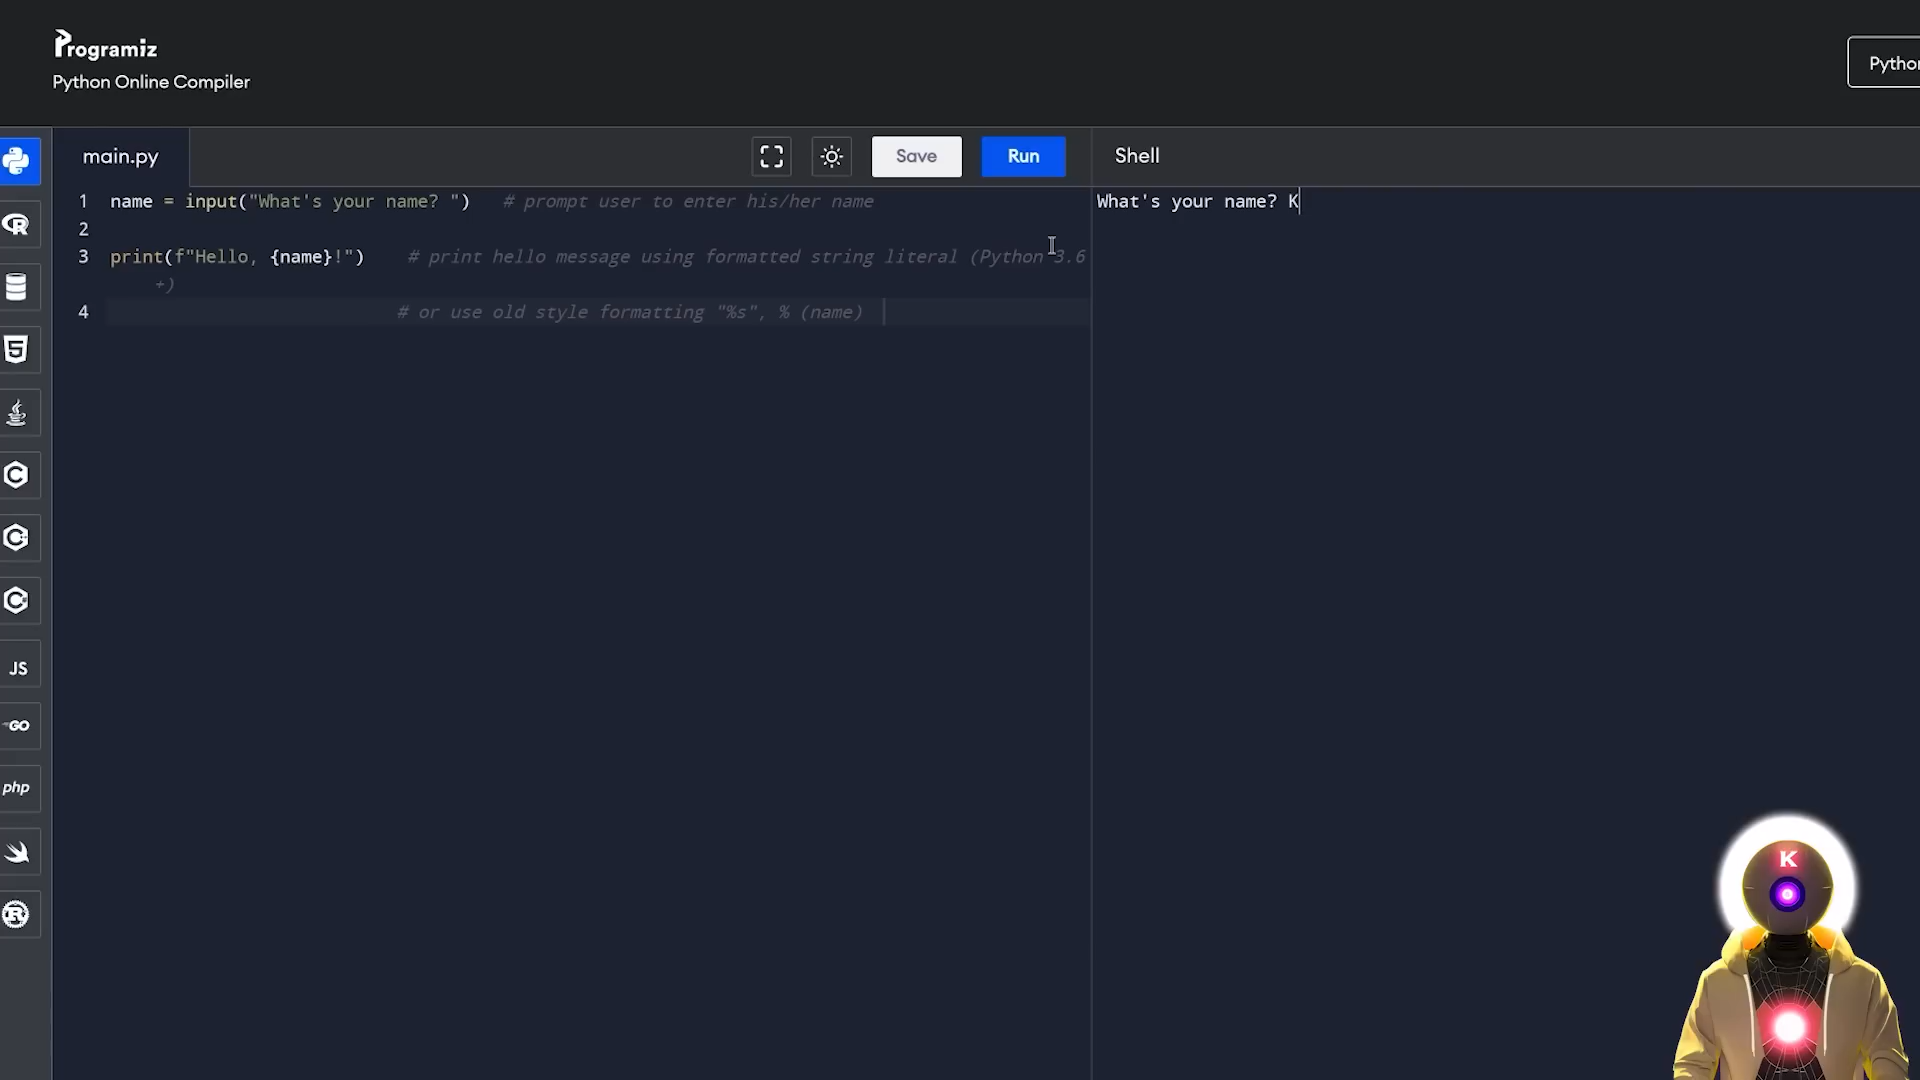 Programiz
Python Online Compiler
Pytho
main.py
Save
Run
Shell
1 name = input("What's your name? ")   # prompt user to enter his/her name
2
3 print(f"Hello, {name}!")    # print hello message using formatted string literal (Python 3.6
+)
4 # or use old style formatting "%s", % (name)
What's your name? K
R
5
C
C
C
JS
GO
php
R
K